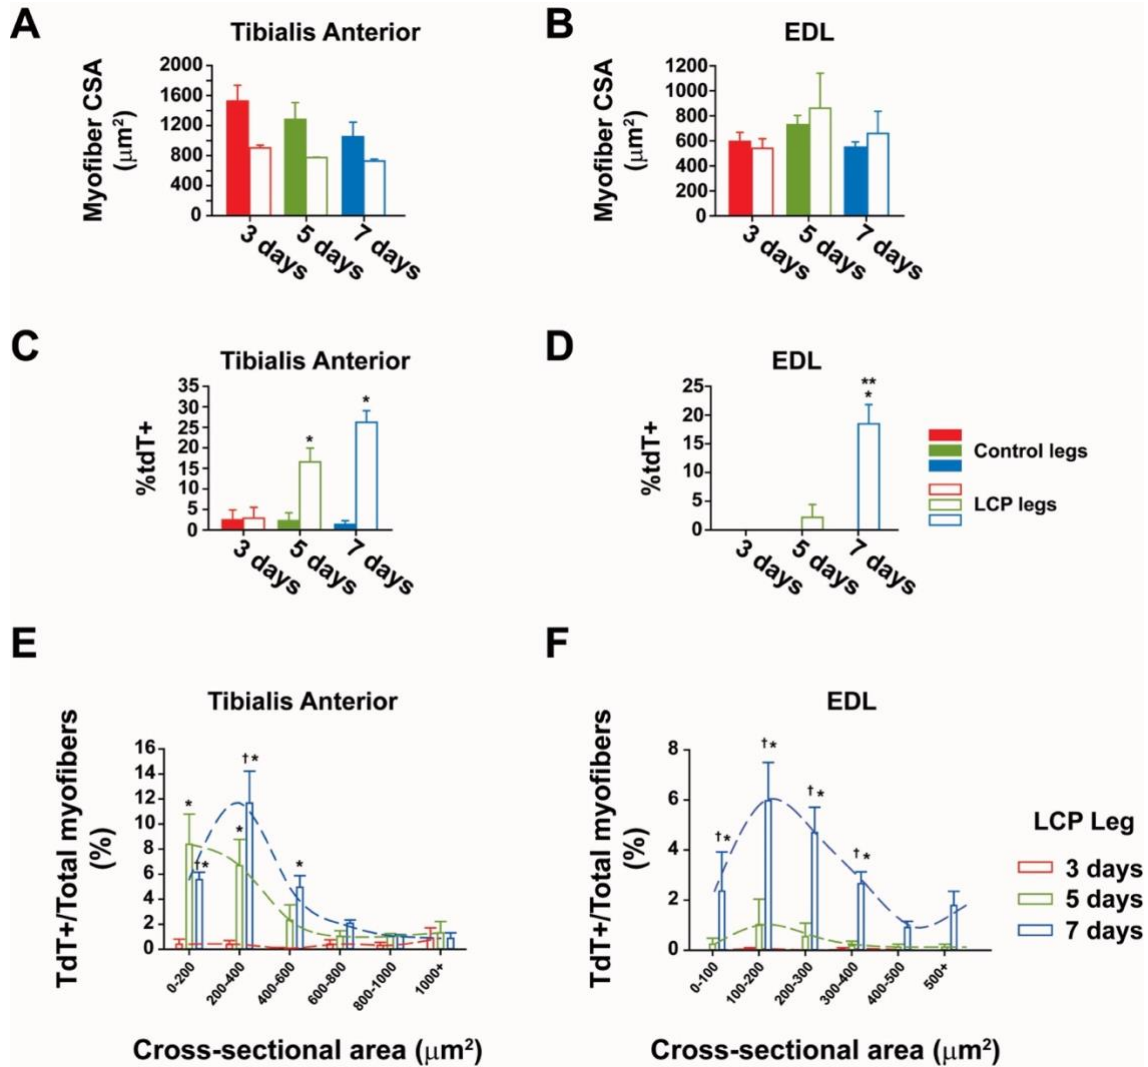 A
Tibialis Anterior
Myofiber CSA
(μm²)
2000
1600
1200
800
400
0
3 days
5 days
7 days
B
EDL
Myofiber CSA
(μm²)
1200
1000
800
600
400
200
0
3 days
5 days
7 days
C
Tibialis Anterior
%tdT+
35
30
25
20
15
10
5
0
*
*
3 days
5 days
7 days
D
EDL
%tdT+
25
20
15
10
5
0
**
*
3 days
5 days
7 days
Control legs
LCP legs
E
Tibialis Anterior
TdT+/Total myofibers
(%)
16
14
12
10
8
6
4
2
0
*
†*
*
†*
*
0-200
200-400
400-600
600-800
800-1000
1000+
Cross-sectional area (μm²)
F
EDL
TdT+/Total myofibers
(%)
8
6
4
2
0
†*
†*
†*
†*
0-100
100-200
200-300
300-400
400-500
500+
Cross-sectional area (μm²)
LCP Leg
3 days
5 days
7 days